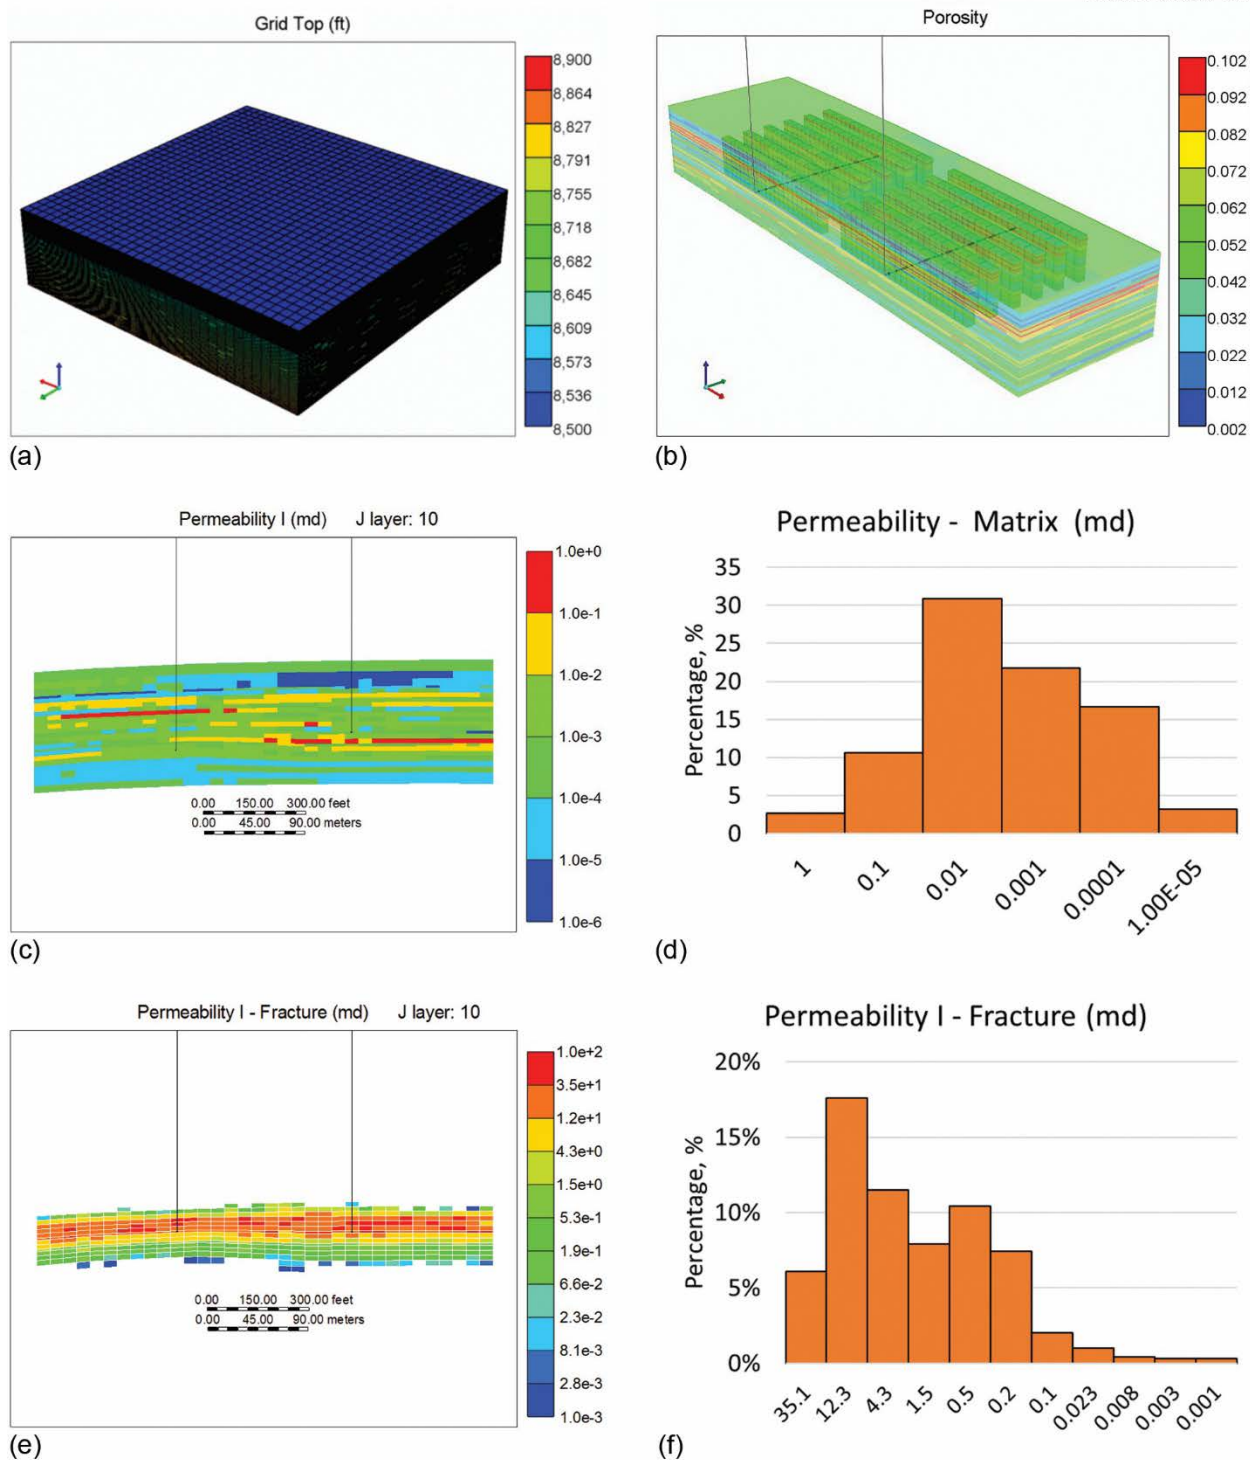 Grid Top (ft)
8,900
8,864
8,827
8,791
8,755
8,718
8,682
8,645
8,609
8,573
8,536
8,500
(a)
Porosity
0.102
0.092
0.082
0.072
0.062
0.052
0.042
0.032
0.022
0.012
0.002
(b)
Permeability I (md) J layer: 10
1.0e+0
1.0e-1
1.0e-2
1.0e-3
1.0e-4
1.0e-5
1.0e-6
0.00 150.00 300.00 feet
0.00 45.00 90.00 meters
(c)
Permeability - Matrix (md)
Percentage, %
35
30
25
20
15
10
5
0
1 0.1 0.01 0.001 0.0001 1.00E-05
(d)
Permeability I - Fracture (md) J layer: 10
1.0e+2
3.5e+1
1.2e+1
4.3e+0
1.5e+0
5.3e-1
1.9e-1
6.6e-2
2.3e-2
8.1e-3
2.8e-3
1.0e-3
0.00 150.00 300.00 feet
0.00 45.00 90.00 meters
(e)
Permeability I - Fracture (md)
Percentage, %
20%
15%
10%
5%
0%
35.1 12.3 4.3 1.5 0.5 0.2 0.1 0.023 0.008 0.003 0.001
(f)